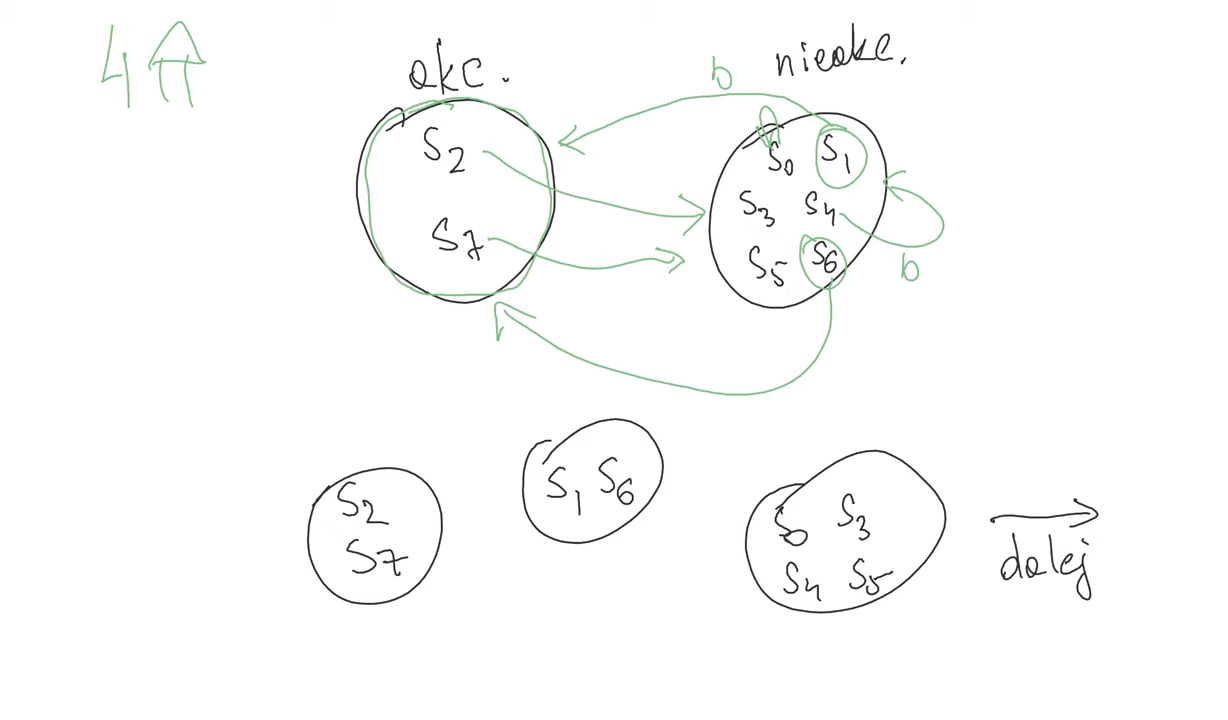 4 ⇑
akc.
nieakc.
b
S2
S0 S1
S3 S4
S7
S5 S6
b
S2
S7
S1 S6
S0 S3
S4 S5
dalej